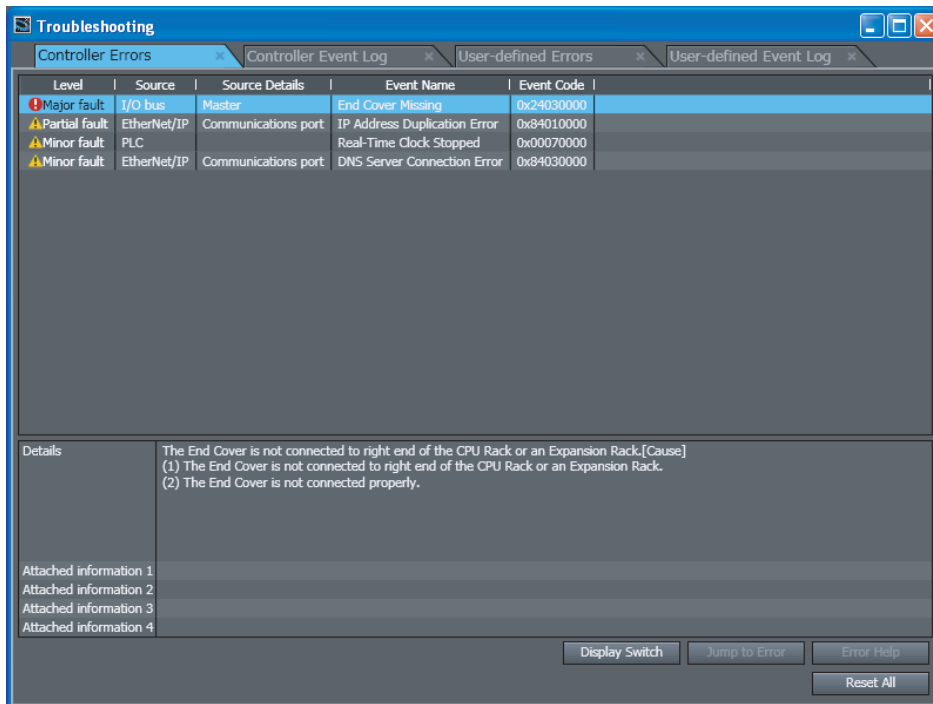 Troubleshooting
Controller Errors × Controller Event Log × User-defined Errors × User-defined Event Log ×
Level Source Source Details Event Name Event Code
Major fault I/O bus Master End Cover Missing 0x24030000
Partial fault EtherNet/IP Communications port IP Address Duplication Error 0x84010000
Minor fault PLC Real-Time Clock Stopped 0x00070000
Minor fault EtherNet/IP Communications port DNS Server Connection Error 0x84030000
Details The End Cover is not connected to right end of the CPU Rack or an Expansion Rack.[Cause]
(1) The End Cover is not connected to right end of the CPU Rack or an Expansion Rack.
(2) The End Cover is not connected properly.
Attached information 1
Attached information 2
Attached information 3
Attached information 4
Display Switch Jump to Error Error Help
Reset All